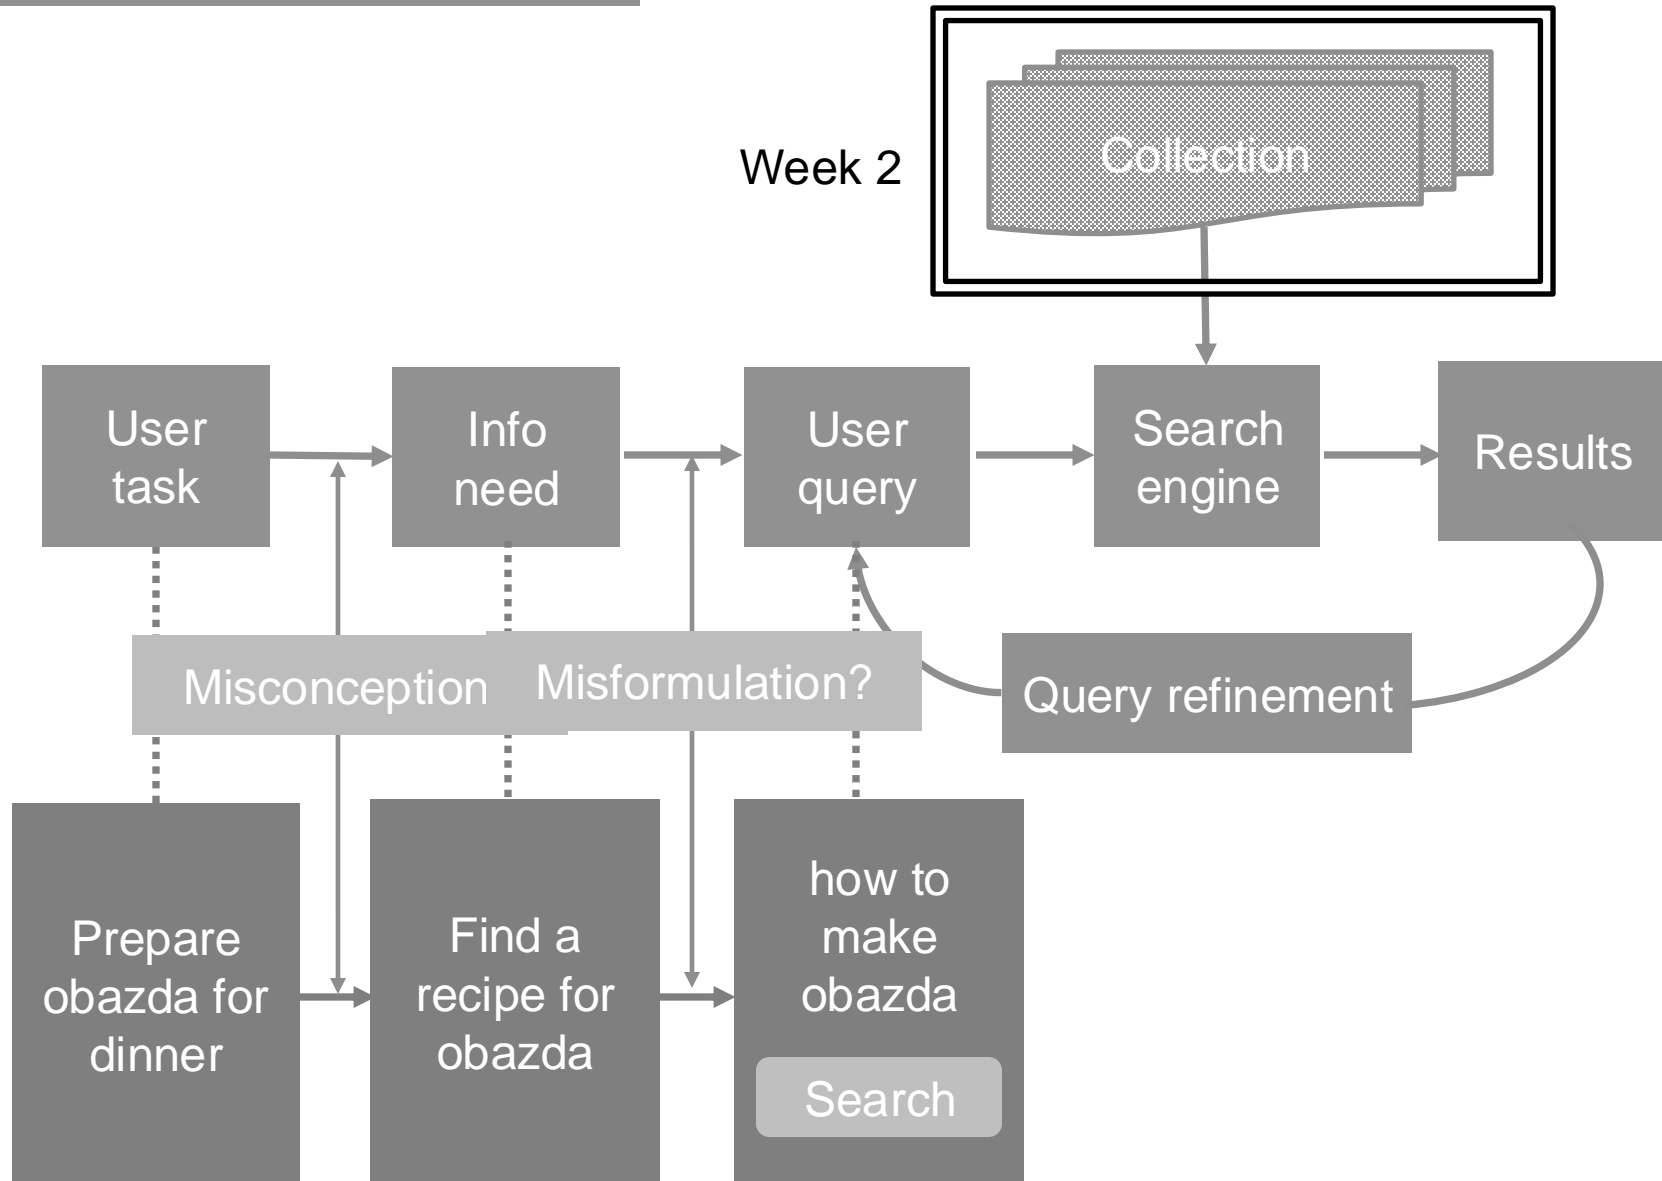 Collection
Week 2
User
task
Info
need
User
query
Search
engine
Results
Misconception
Misformulation?
Query refinement
Prepare
obazda for
dinner
Find a
recipe for
obazda
how to
make
obazda
Search